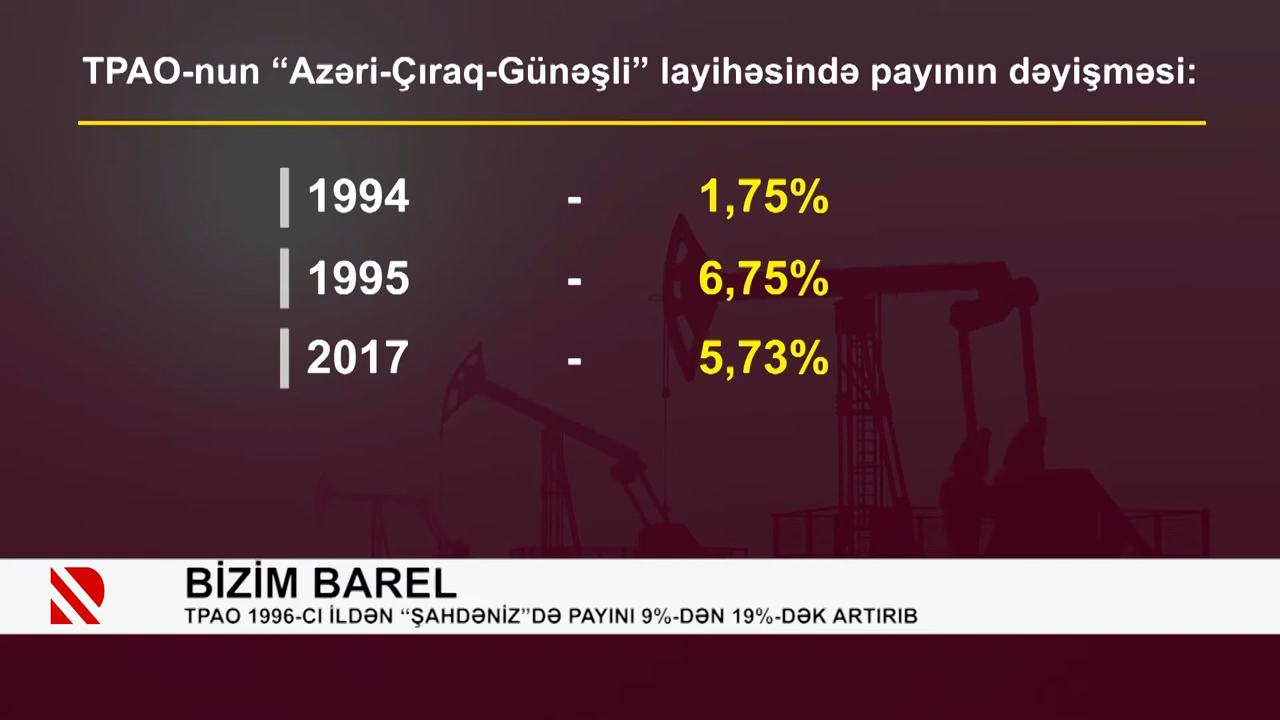 TPAO-nun “Azəri-Çıraq-Günəşli” layihəsində payının dəyişməsi:
1994 - 1,75%
1995 - 6,75%
2017 - 5,73%
BİZİM BAREL
TPAO 1996-CI İLDƏN “ŞAHDƏNİZ”DƏ PAYINI 9%-DƏN 19%-DƏK ARTIRIB